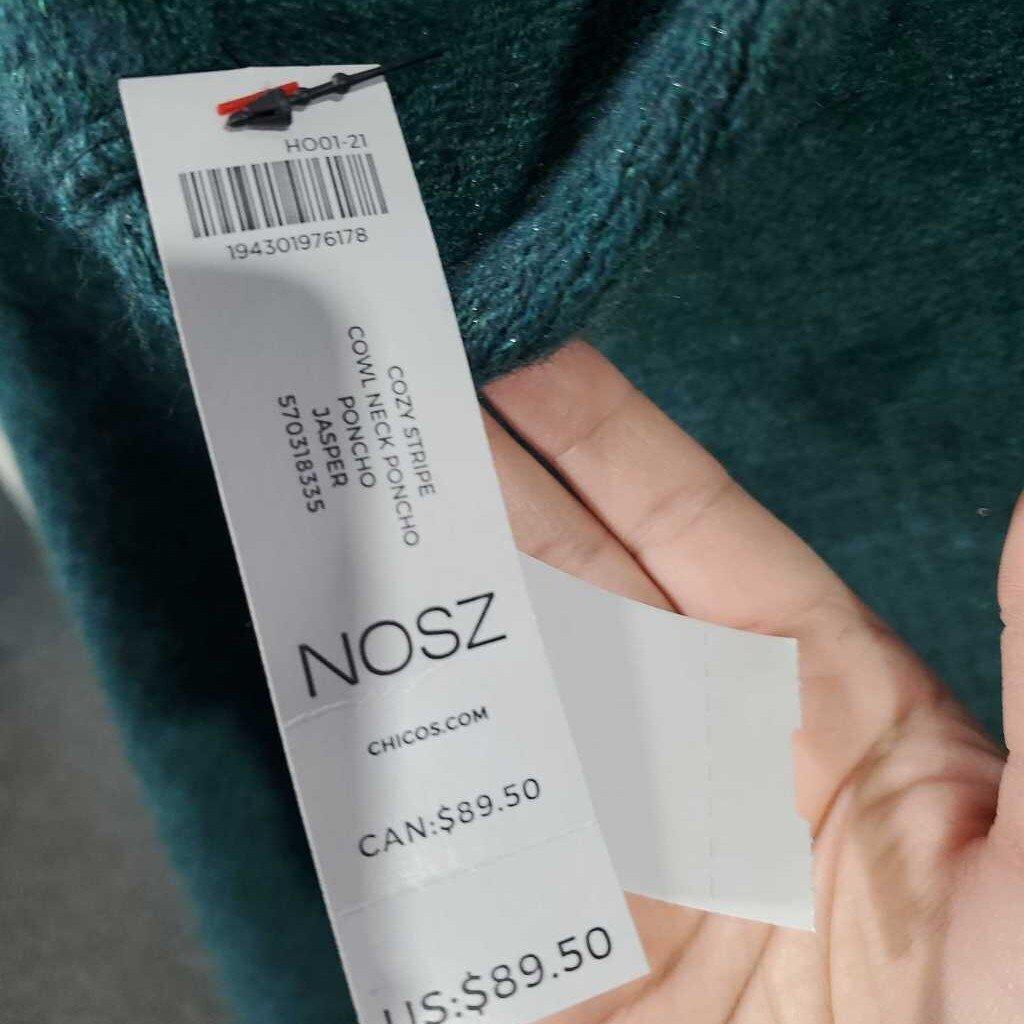 HO01-21
194301976178
COZY STRIPE
COWL NECK PONCHO
PONCHO
JASPER
570318335
NOSZ
CHICOS.COM
CAN:$89.50
US:$89.50